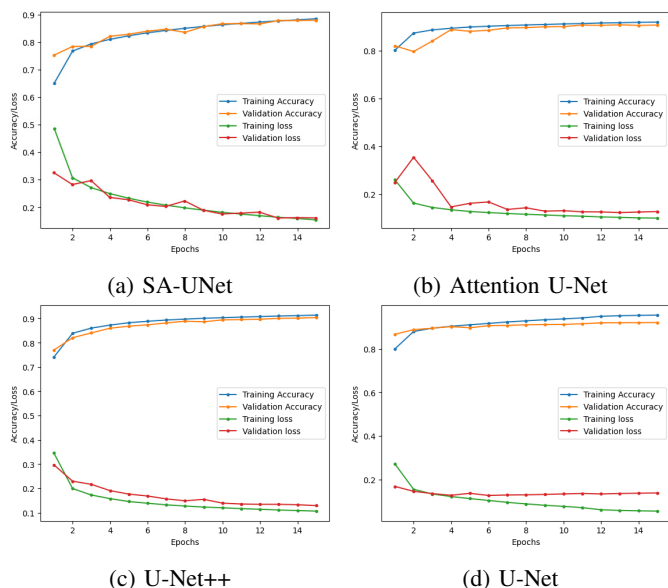 0.9
0.8
0.7
0.6
0.5
0.4
0.3
0.2
Accuracy/Loss
Training Accuracy
Validation Accuracy
Training loss
Validation loss
2 4 6 8 10 12 14
Epochs
(a) SA-UNet
0.8
0.6
0.4
0.2
Accuracy/Loss
Training Accuracy
Validation Accuracy
Training loss
Validation loss
2 4 6 8 10 12 14
Epochs
(b) Attention U-Net
0.9
0.8
0.7
0.6
0.5
0.4
0.3
0.2
0.1
Accuracy/Loss
Training Accuracy
Validation Accuracy
Training loss
Validation loss
2 4 6 8 10 12 14
Epochs
(c) U-Net++
0.8
0.6
0.4
0.2
Accuracy/Loss
Training Accuracy
Validation Accuracy
Training loss
Validation loss
2 4 6 8 10 12 14
Epochs
(d) U-Net